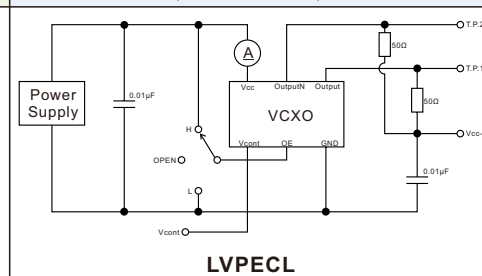 T.P.2
50Ω
A
T.P.1
Power
Supply
0.01μF
Vcc
OutputN
Output
50Ω
VCXO
H
Vcont
OE
GND
OPEN
0.01μF
L
Vcont
LVPECL